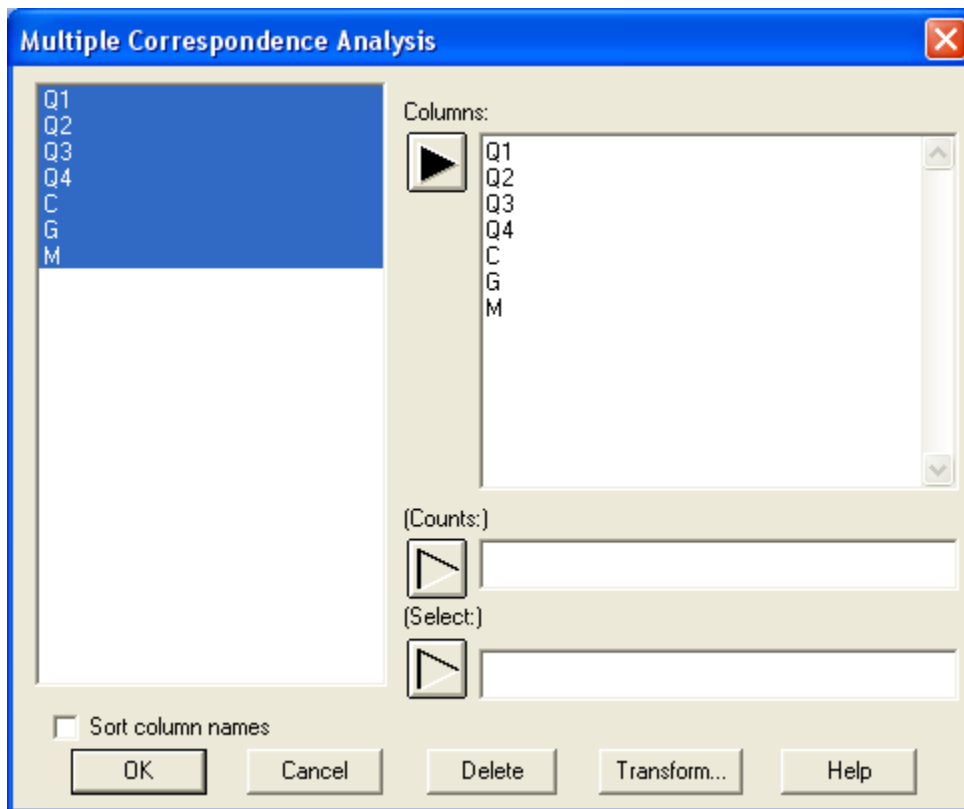 Multiple Correspondence Analysis
Q1
Q2
Q3
Q4
C
G
M
Columns:
Q1
Q2
Q3
Q4
C
G
M
(Counts:)
(Select:)
Sort column names
OK
Cancel
Delete
Transform...
Help